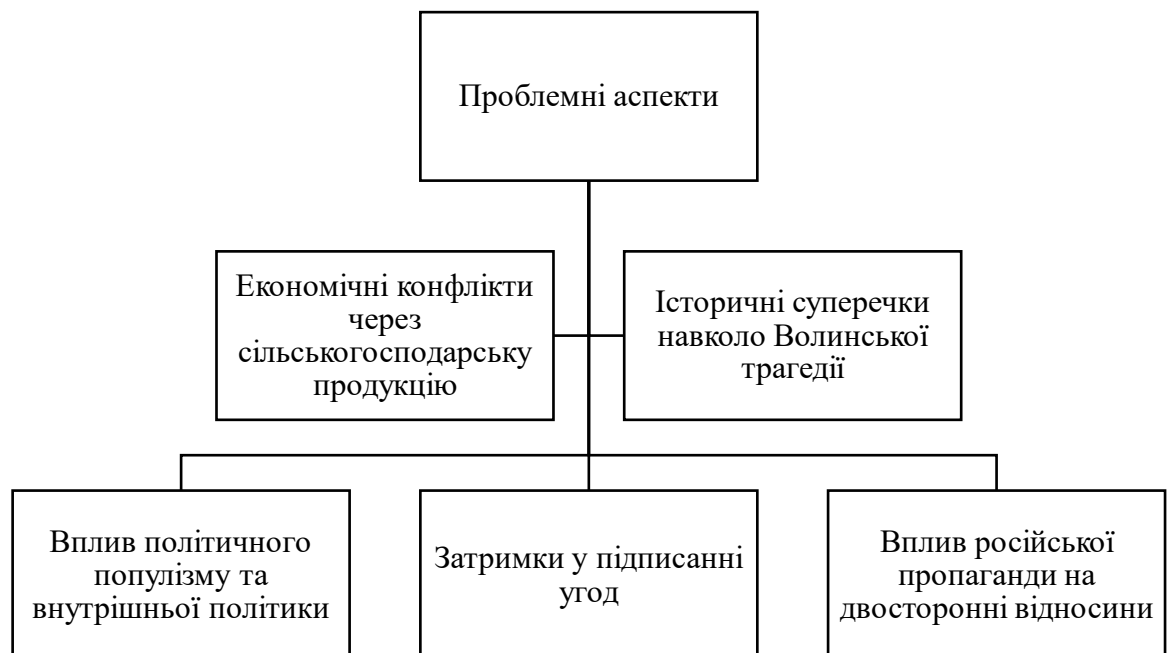 Проблемні аспекти
Економічні конфлікти
через
сільськогосподарську
продукцію
Історичні суперечки
навколо Волинської
трагедії
Вплив політичного
популізму та
внутрішньої політики
Затримки у підписанні
угод
Вплив російської
пропаганди на
двосторонні відносини